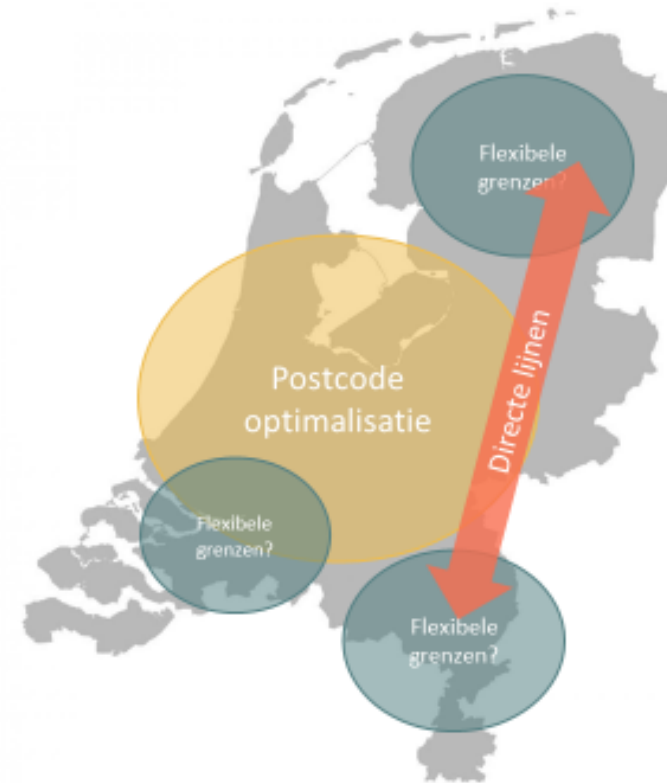 Flexibele
grenzen?
Postcode
optimalisatie
Directe lijnen
Flexibele
grenzen?
Flexibele
grenzen?